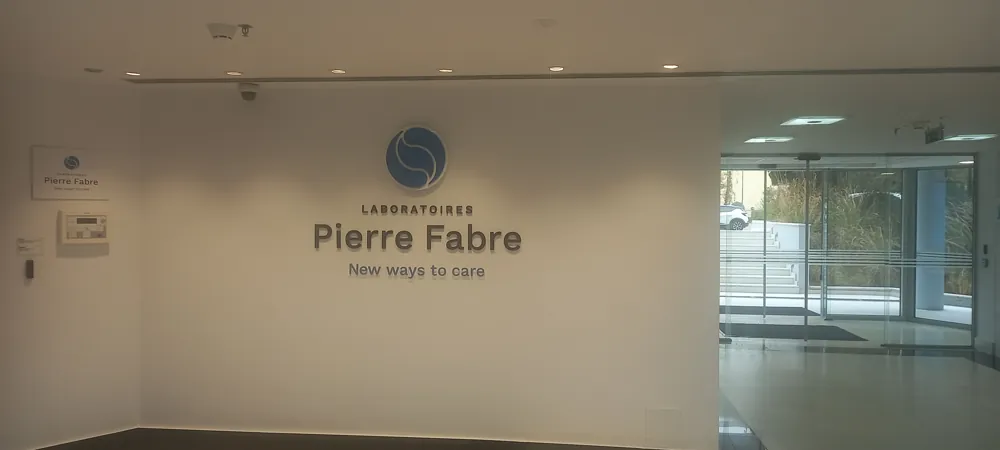 Pierre Fabre
LABORATOIRES
Pierre Fabre
New ways to care